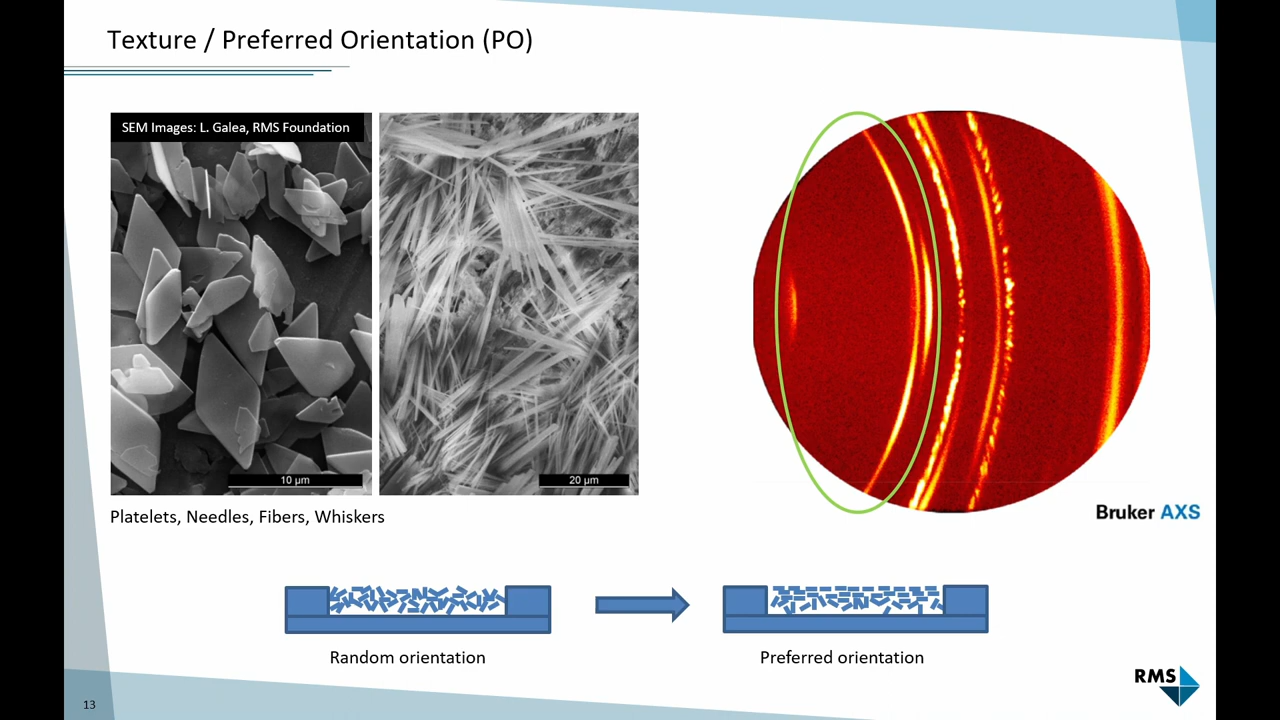 Texture / Preferred Orientation (PO)
SEM Images: L. Galea, RMS Foundation
10 µm
20 µm
Platelets, Needles, Fibers, Whiskers
Bruker AXS
Random orientation
Preferred orientation
RMS
13